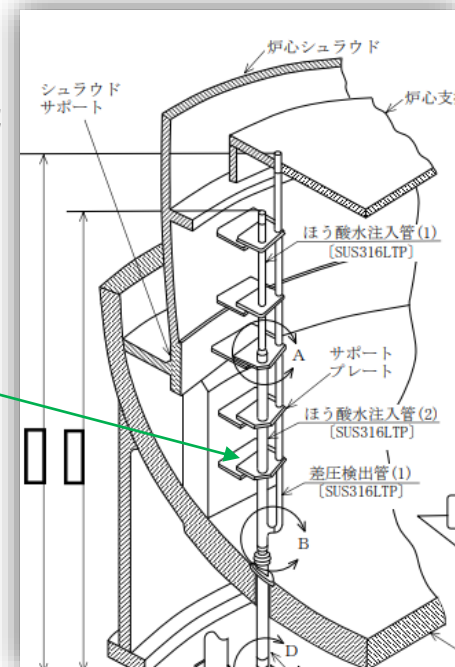 炉心シュラウド
シュラウド
サポート
炉心支
ほう酸水注入管(1)
[SUS316LTP]
A
サポート
プレート
ほう酸水注入管(2)
[SUS316LTP]
差圧検出管(1)
[SUS316LTP]
B
D